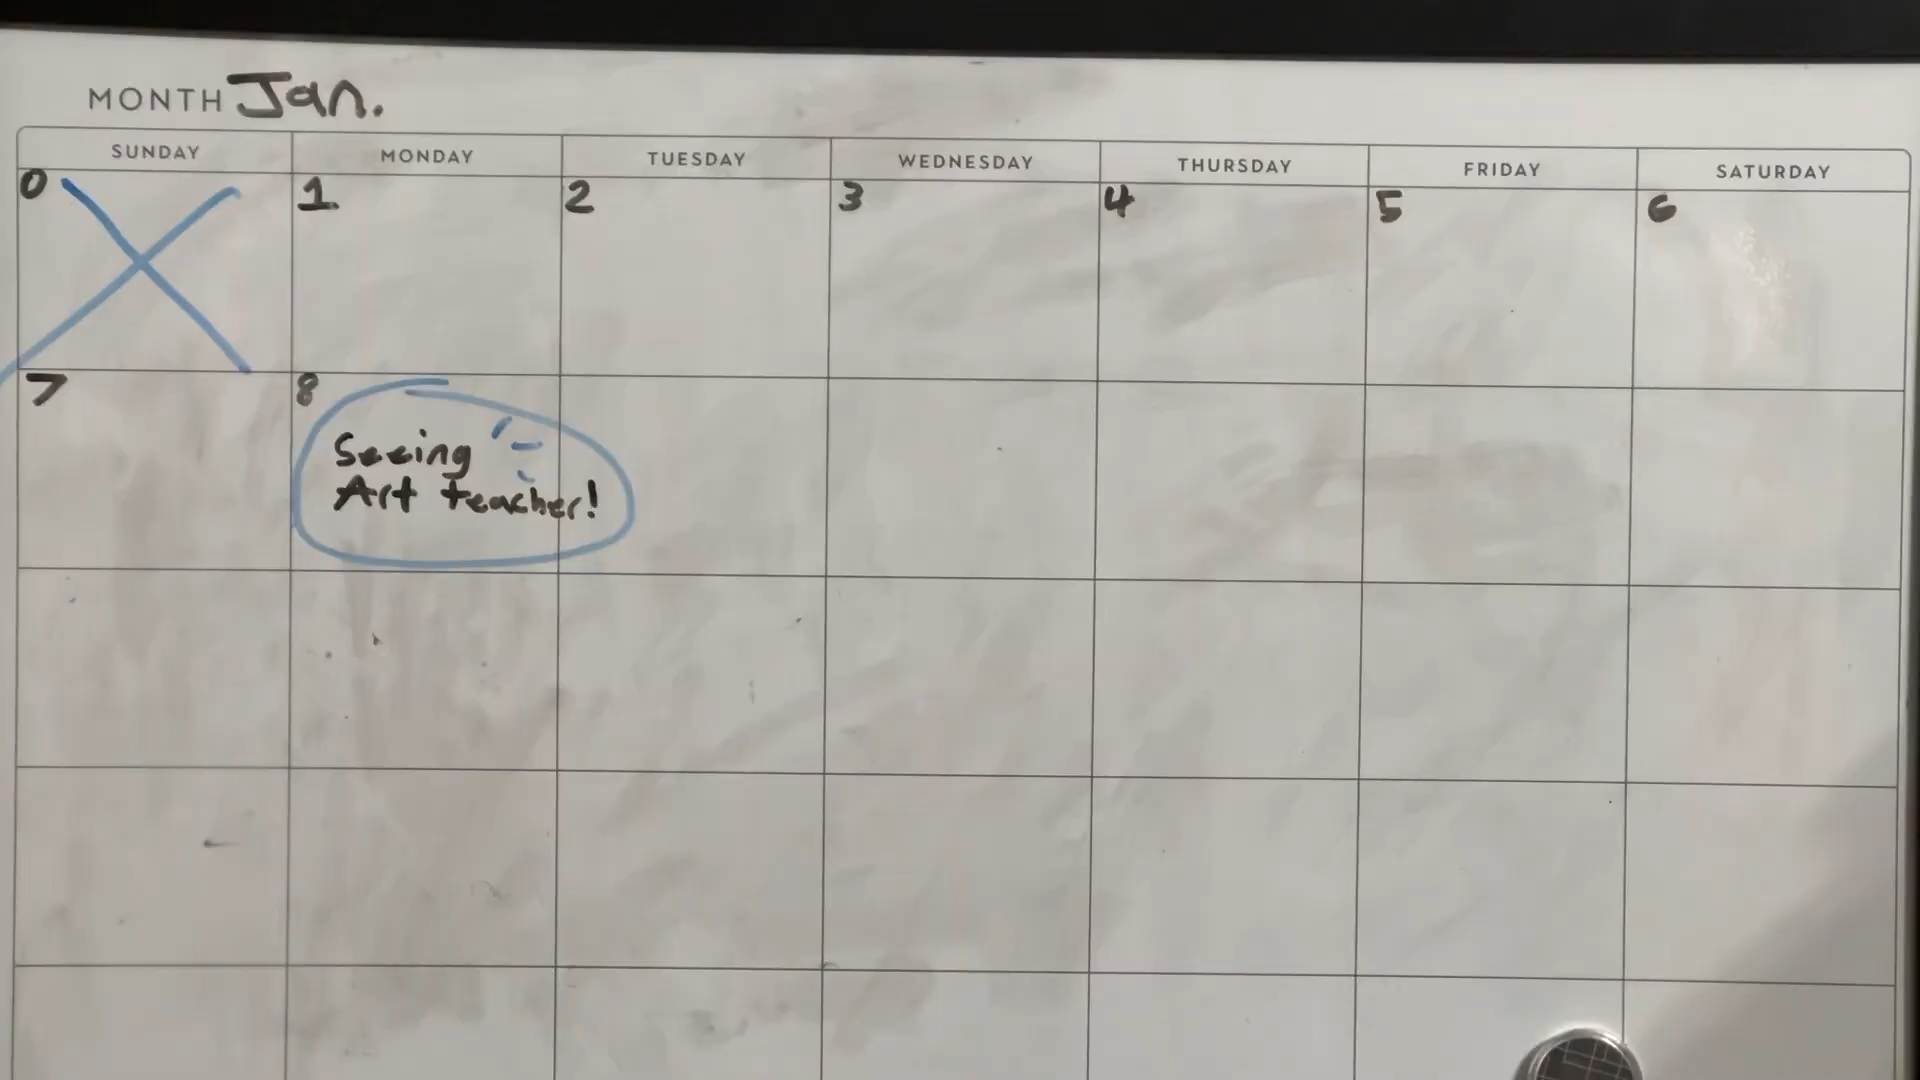 MONTH Jan.
SUNDAY MONDAY TUESDAY WEDNESDAY THURSDAY FRIDAY SATURDAY
0 1 2 3 4 5 6
7 8
Seeing
Art teacher!